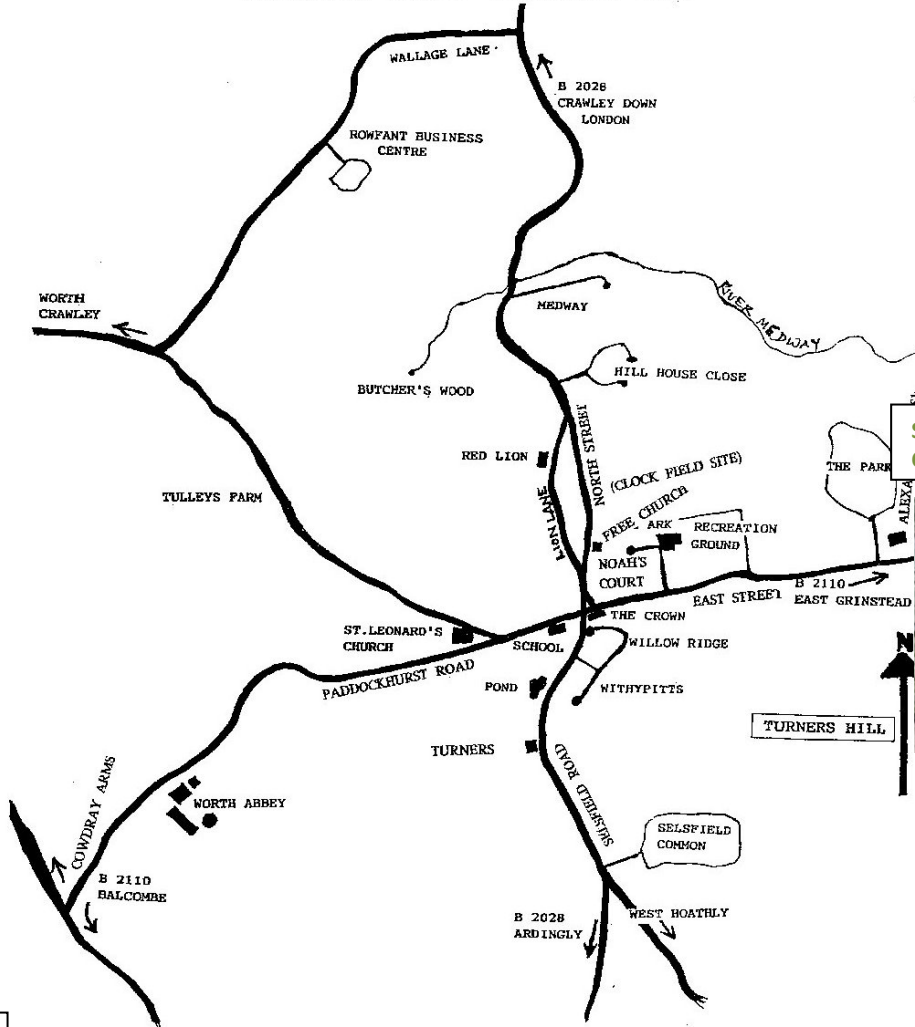 WALLAGE LANE
B 2028
CRAWLEY DOWN
LONDON
ROWFANT BUSINESS
CENTRE
WORTH
CRAWLEY
RIVER MEDWAY
MEDWAY
BUTCHER'S WOOD
HILL HOUSE CLOSE
NORTH STREET
(CLOCK FIELD SITE)
RED LION
THE PARK
TULLEYS FARM
LION LANE
FREE CHURCH
ARK
RECREATION
GROUND
NOAH'S
COURT
B 2110
EAST GRINSTEAD
EAST STREET
THE CROWN
ST.LEONARD'S
CHURCH
SCHOOL
WILLOW RIDGE
N
PADDOCKHURST ROAD
POND
WITHYPITTS
TURNERS HILL
TURNERS
SELSFIELD ROAD
COWDRAY ARMS
WORTH ABBEY
SELSFIELD
COMMON
B 2110
BALCOMBE
B 2028
ARDINGLY
WEST HOATHLY